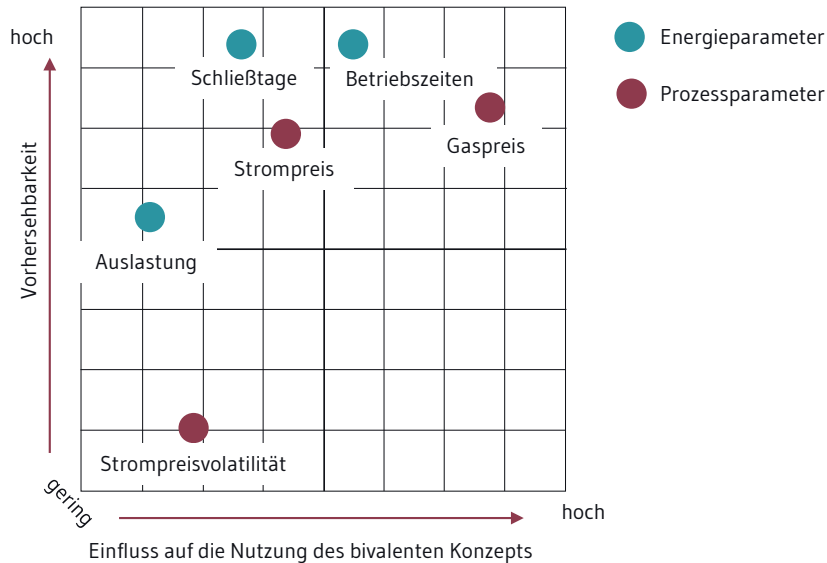 hoch
Energieparameter
Schließtage
Betriebszeiten
Prozessparameter
Gaspreis
Strompreis
Vorhersehbarkeit
Auslastung
Strompreisvolatilität
gering
hoch
Einfluss auf die Nutzung des bivalenten Konzepts